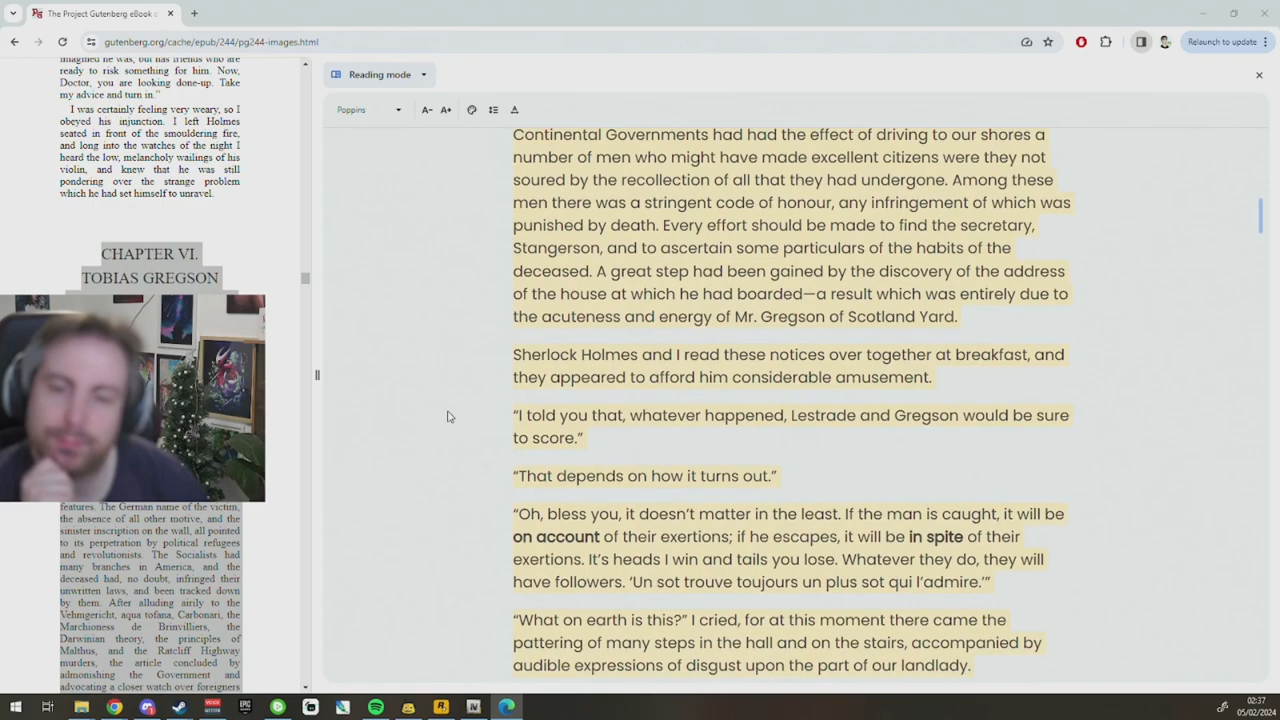 The Project Gutenberg eBook o
gutenberg.org/cache/epub/244/pg244-images.html
Relaunch to update
imagined he was, but has friends who are
ready to risk something for him. Now,
Doctor, you are looking done-up. Take
my advice and turn in.”
I was certainly feeling very weary, so I
obeyed his injunction. I left Holmes
seated in front of the smouldering fire,
and long into the watches of the night I
heard the low, melancholy wailings of his
violin, and knew that he was still
pondering over the strange problem
which he had set himself to unravel.
CHAPTER VI.
TOBIAS GREGSON
features. The German name of the victim,
the absence of all other motive, and the
sinister inscription on the wall, all pointed
to its perpetration by political refugees
and revolutionists. The Socialists had
many branches in America, and the
deceased had, no doubt, infringed their
unwritten laws, and been tracked down
by them. After alluding airily to the
Vehmgericht, aqua tofana, Carbonari, the
Marchioness de Brinvilliers, the
Darwinian theory, the principles of
Malthus, and the Ratcliff Highway
murders, the article concluded by
admonishing the Government and
advocating a closer watch over foreigners
Reading mode
Poppins
A-
A+
Continental Governments had had the effect of driving to our shores a
number of men who might have made excellent citizens were they not
soured by the recollection of all that they had undergone. Among these
men there was a stringent code of honour, any infringement of which was
punished by death. Every effort should be made to find the secretary,
Stangerson, and to ascertain some particulars of the habits of the
deceased. A great step had been gained by the discovery of the address
of the house at which he had boarded—a result which was entirely due to
the acuteness and energy of Mr. Gregson of Scotland Yard.
Sherlock Holmes and I read these notices over together at breakfast, and
they appeared to afford him considerable amusement.
“I told you that, whatever happened, Lestrade and Gregson would be sure
to score.”
“That depends on how it turns out.”
“Oh, bless you, it doesn’t matter in the least. If the man is caught, it will be
on account of their exertions; if he escapes, it will be in spite of their
exertions. It’s heads I win and tails you lose. Whatever they do, they will
have followers. ‘Un sot trouve toujours un plus sot qui l’admire.’”
“What on earth is this?” I cried, for at this moment there came the
pattering of many steps in the hall and on the stairs, accompanied by
audible expressions of disgust upon the part of our landlady.
EPIC
02:37
05/02/2024